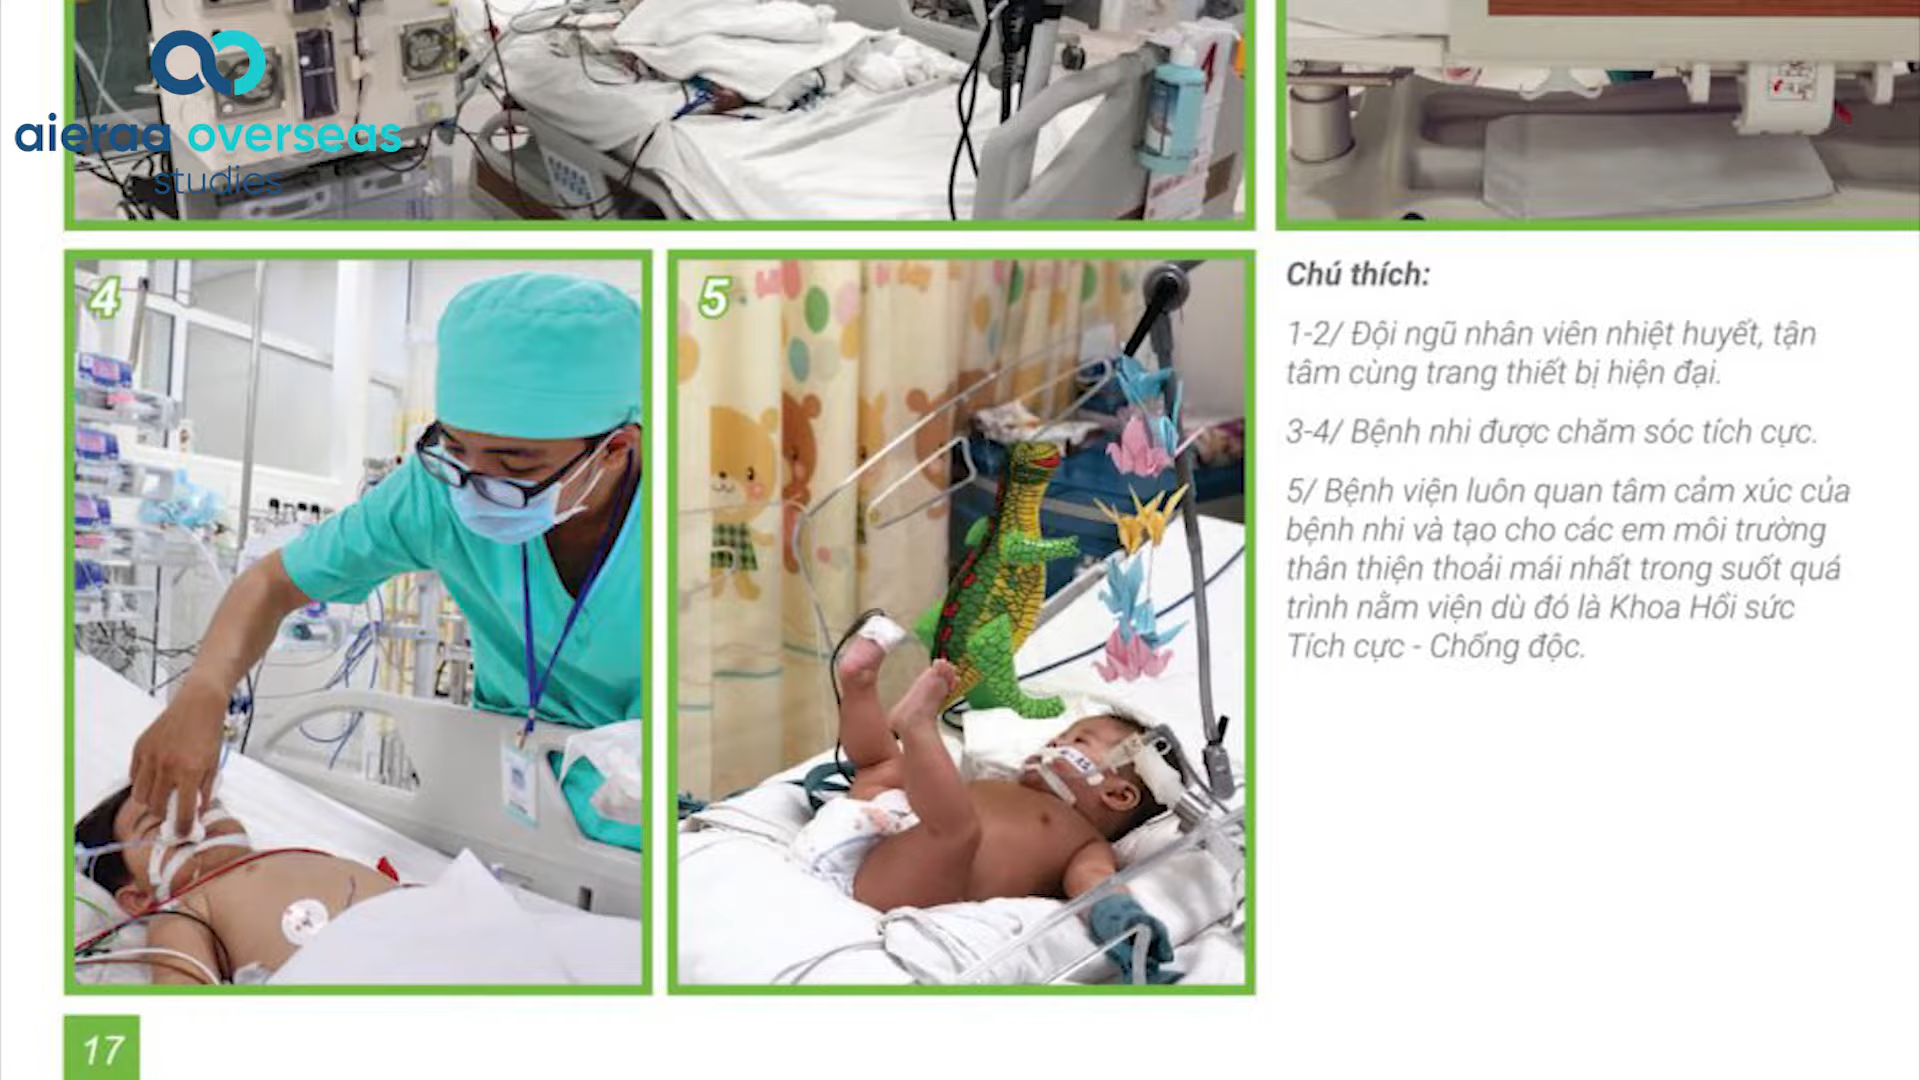 aieraa overseas
studies
4
5
Chú thích:
1-2/ Đội ngũ nhân viên nhiệt huyết, tận
tâm cùng trang thiết bị hiện đại.
3-4/ Bệnh nhi được chăm sóc tích cực.
5/ Bệnh viện luôn quan tâm cảm xúc của
bệnh nhi và tạo cho các em môi trường
thân thiện thoải mái nhất trong suốt quá
trình nằm viện dù đó là Khoa Hồi sức
Tích cực - Chống độc.
17